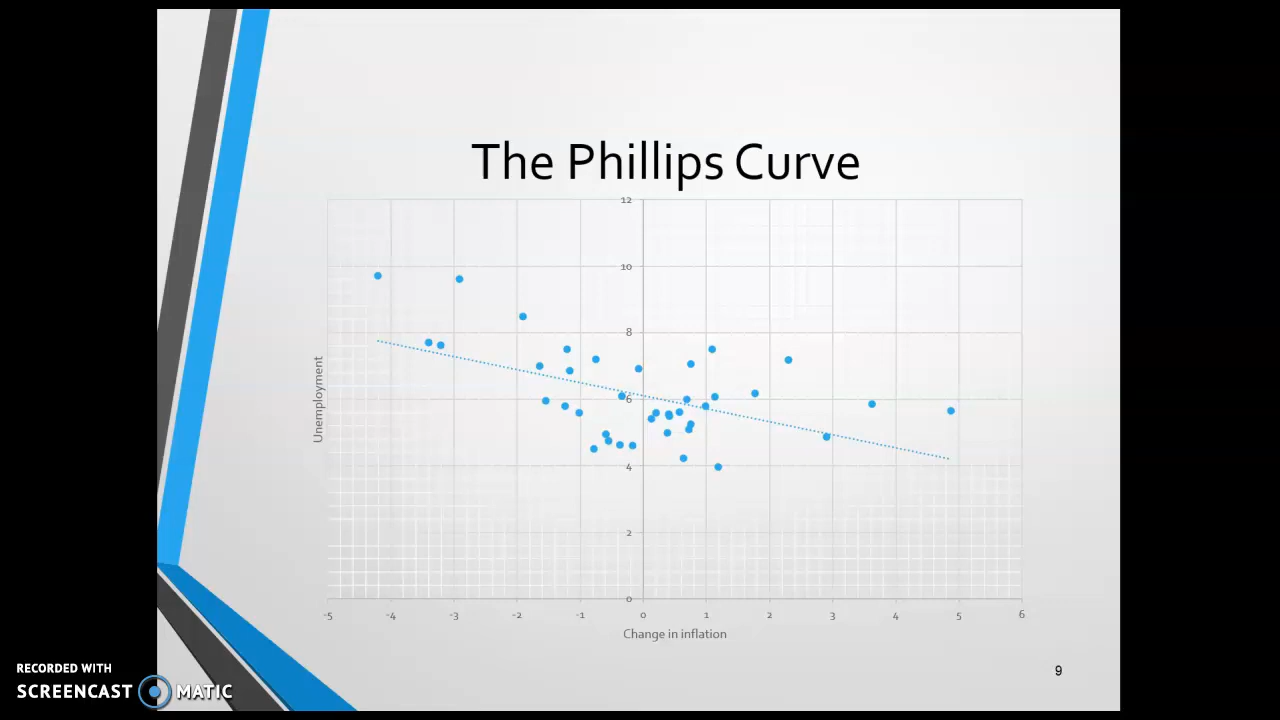 The Phillips Curve
12
10
8
6
4
2
0
Unemployment
-5 -4 -3 -2 -1 0 1 2 3 4 5 6
Change in inflation
9
RECORDED WITH
SCREENCAST MATIC